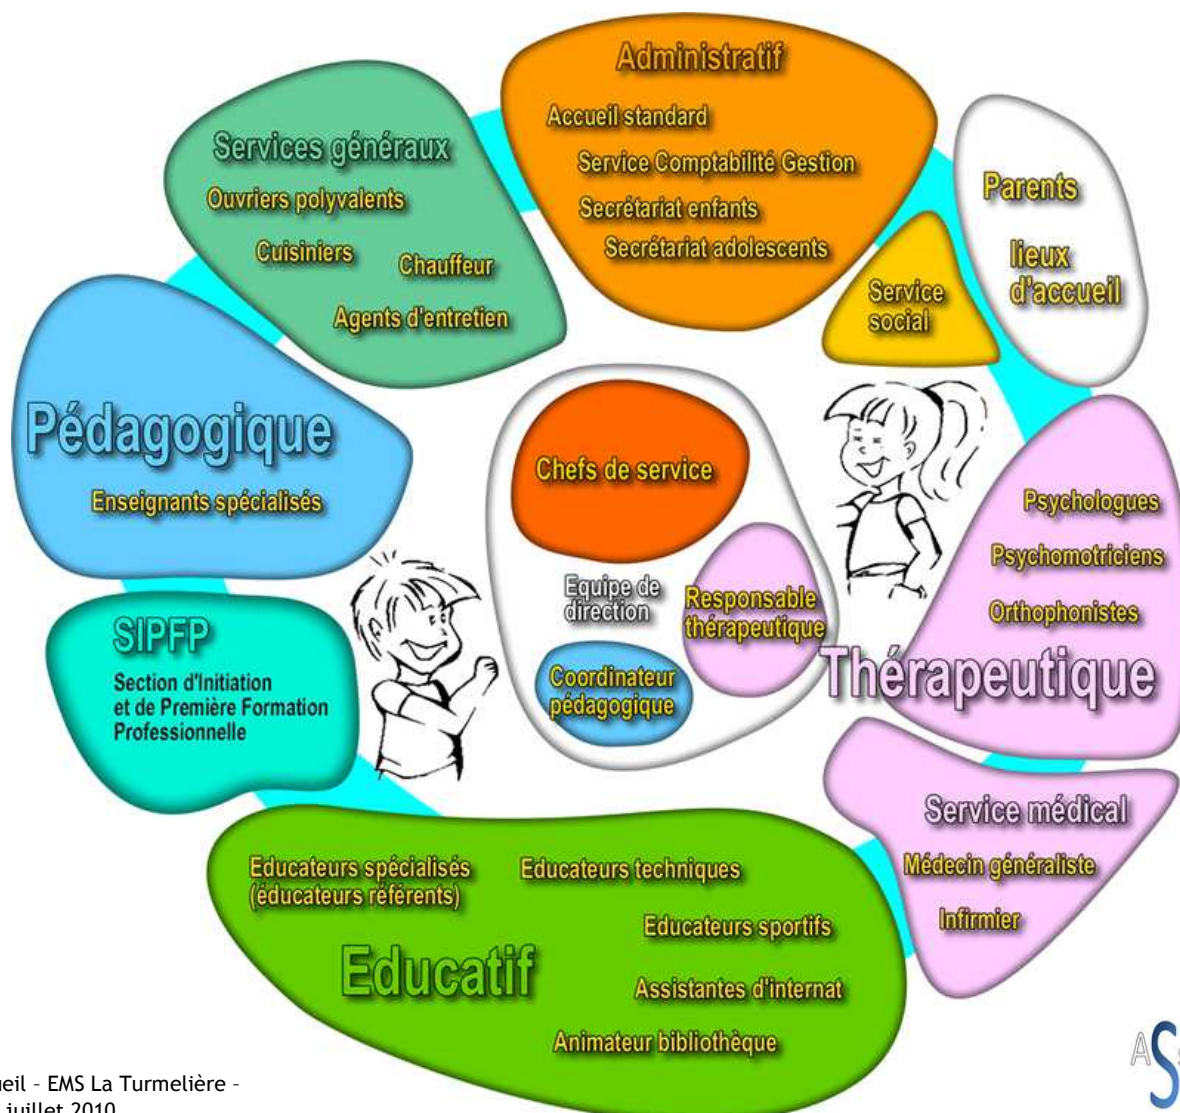 Administratif
Accueil standard
Service Comptabilité Gestion
Secrétariat enfants
Secrétariat adolescents
Services généraux
Ouvriers polyvalents
Cuisiniers
Chauffeur
Agents d'entretien
Parents
lieux
d'accueil
Service
social
Pédagogique
Enseignants spécialisés
Chefs de service
Equipe de
direction
Responsable
thérapeutique
Coordinateur
pédagogique
Psychologues
Psychomotriciens
Orthophonistes
Thérapeutique
SIPFP
Section d'Initiation
et de Première Formation
Professionnelle
Service médical
Médecin généraliste
Infirmier
Educateurs spécialisés
(éducateurs référents)
Educateurs techniques
Educateurs sportifs
Educatif
Assistantes d'internat
Animateur bibliothèque
EMS La Turmelière -
juillet 2010